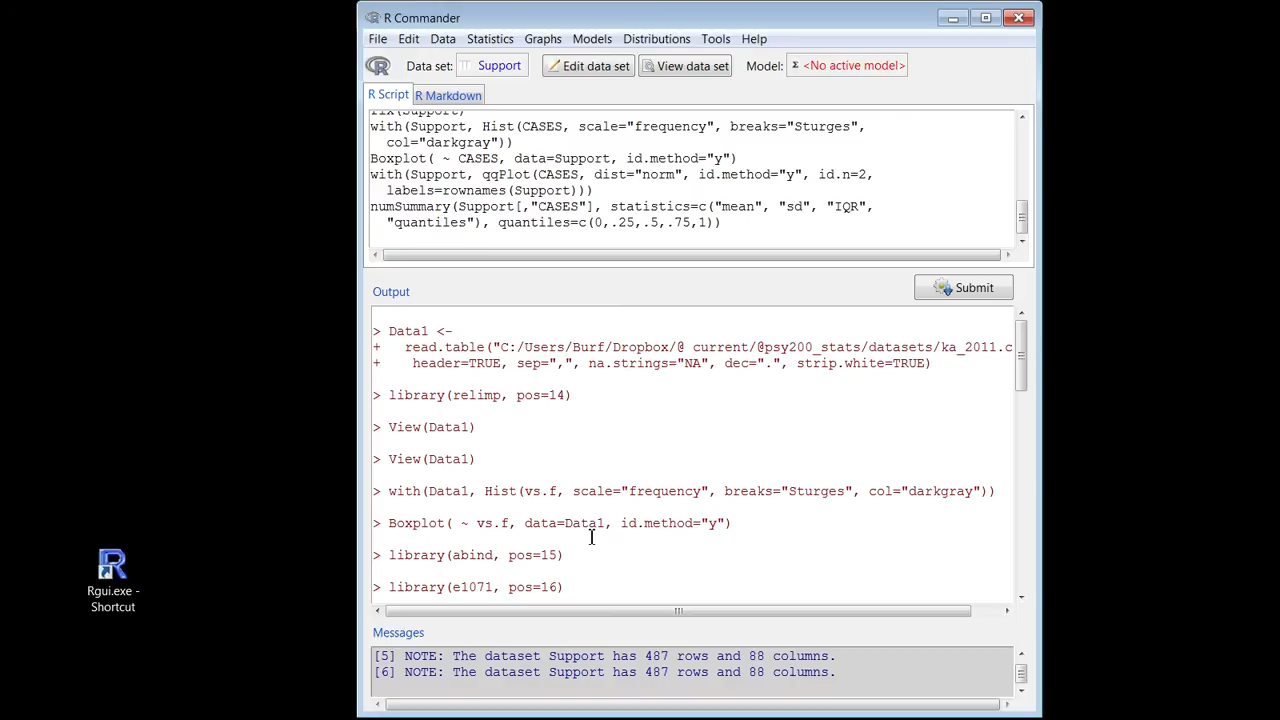 R Commander
File Edit Data Statistics Graphs Models Distributions Tools Help
Data set: Support Edit data set View data set Model: Σ <No active model>
R Script R Markdown
fix(Support)
with(Support, Hist(CASES, scale="frequency", breaks="Sturges",
col="darkgray"))
Boxplot( ~ CASES, data=Support, id.method="y")
with(Support, qqPlot(CASES, dist="norm", id.method="y", id.n=2,
labels=rownames(Support)))
numSummary(Support[,"CASES"], statistics=c("mean", "sd", "IQR",
"quantiles"), quantiles=c(0,.25,.5,.75,1))
Output Submit
> Data1 <-
+ read.table("C:/Users/Burf/Dropbox/@ current/@psy200_stats/datasets/ka_2011.c
+ header=TRUE, sep=",", na.strings="NA", dec=".", strip.white=TRUE)
> library(relimp, pos=14)
> View(Data1)
> View(Data1)
> with(Data1, Hist(vs.f, scale="frequency", breaks="Sturges", col="darkgray"))
> Boxplot( ~ vs.f, data=Data1, id.method="y")
> library(abind, pos=15)
> library(e1071, pos=16)
Rgui.exe -
Shortcut
Messages
[5] NOTE: The dataset Support has 487 rows and 88 columns.
[6] NOTE: The dataset Support has 487 rows and 88 columns.